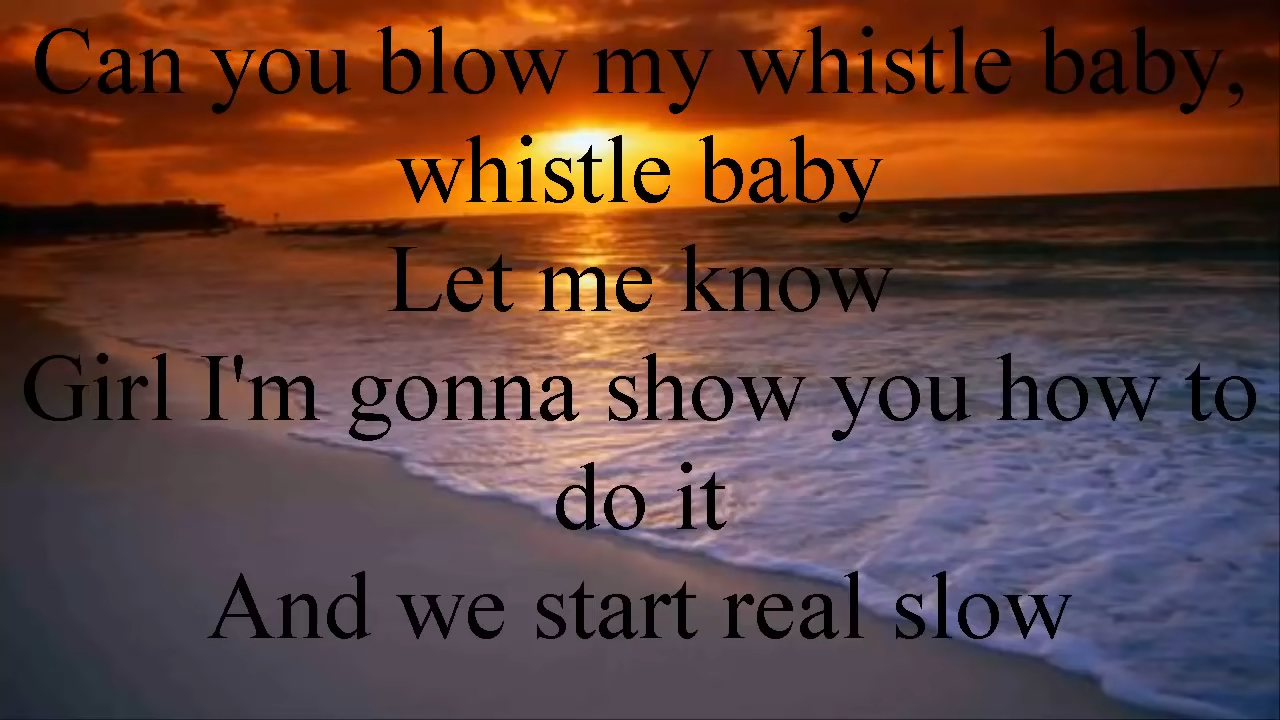 Can you blow my whistle baby,
whistle baby
Let me know
Girl I'm gonna show you how to
do it
And we start real slow